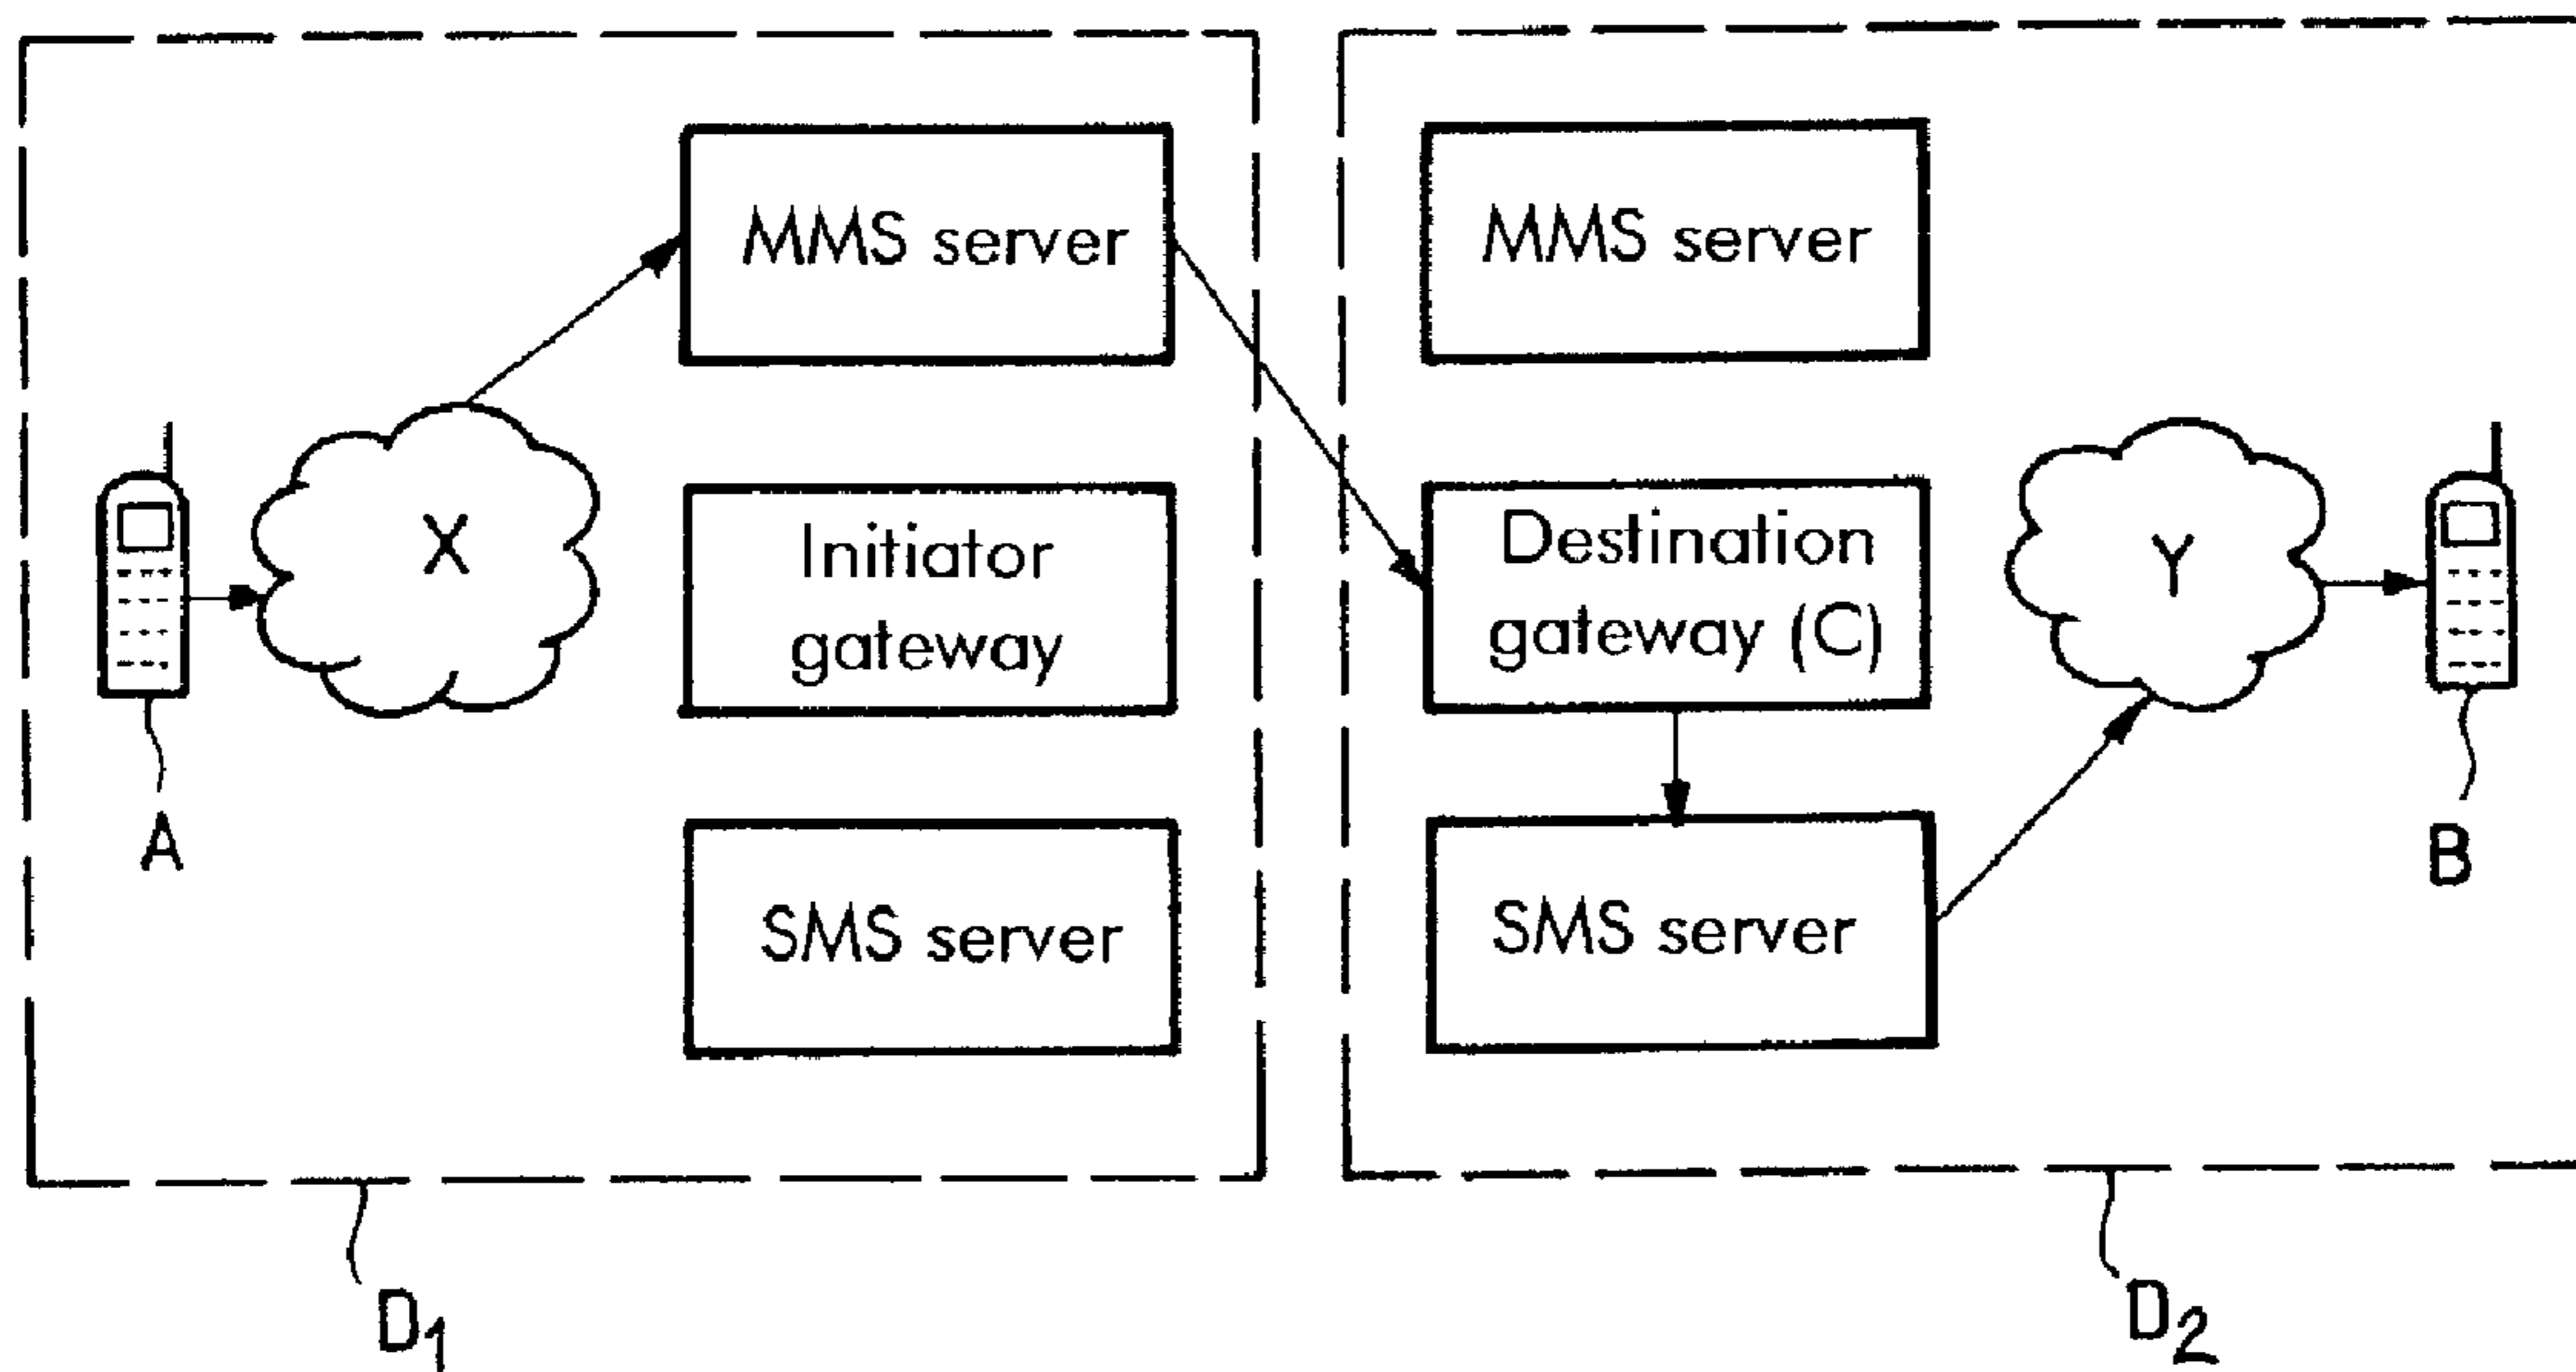 MMS server
MMS server
X
Initiator
gateway
Destination
gateway (C)
Y
A
SMS server
SMS server
B
D1
D2